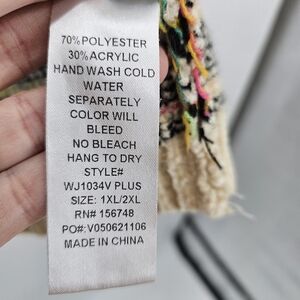 70% POLYESTER
30% ACRYLIC
HAND WASH COLD
WATER
SEPARATELY
COLOR WILL
BLEED
NO BLEACH
HANG TO DRY
STYLE#
WJ1034V PLUS
SIZE: 1XL/2XL
RN# 156748
PO#:V050621106
MADE IN CHINA